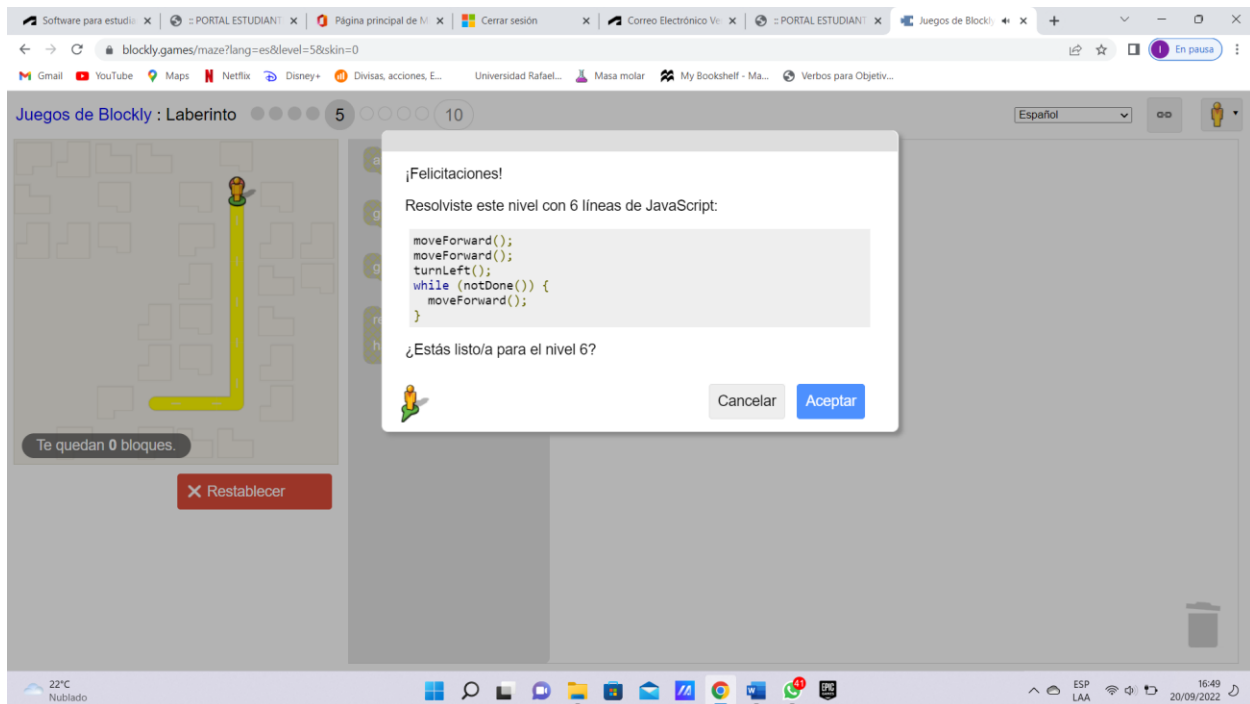 Software para estudia
:: PORTAL ESTUDIANT
Página principal de M
Cerrar sesión
Correo Electrónico Ve
:: PORTAL ESTUDIANT
Juegos de Blockly
blockly.games/maze?lang=es&level=5&skin=0
I
En pausa
Gmail
YouTube
Maps
Netflix
Disney+
Divisas, acciones, E...
Universidad Rafael...
Masa molar
My Bookshelf - Ma...
Verbos para Objetiv...
Juegos de Blockly : Laberinto
5
10
Español
¡Felicitaciones!
Resolviste este nivel con 6 líneas de JavaScript:
moveForward();
moveForward();
turnLeft();
while (notDone()) {
  moveForward();
}
¿Estás listo/a para el nivel 6?
Cancelar
Aceptar
Te quedan 0 bloques.
Restablecer
22°C
Nublado
41
EPIC
ESP
LAA
16:49
20/09/2022